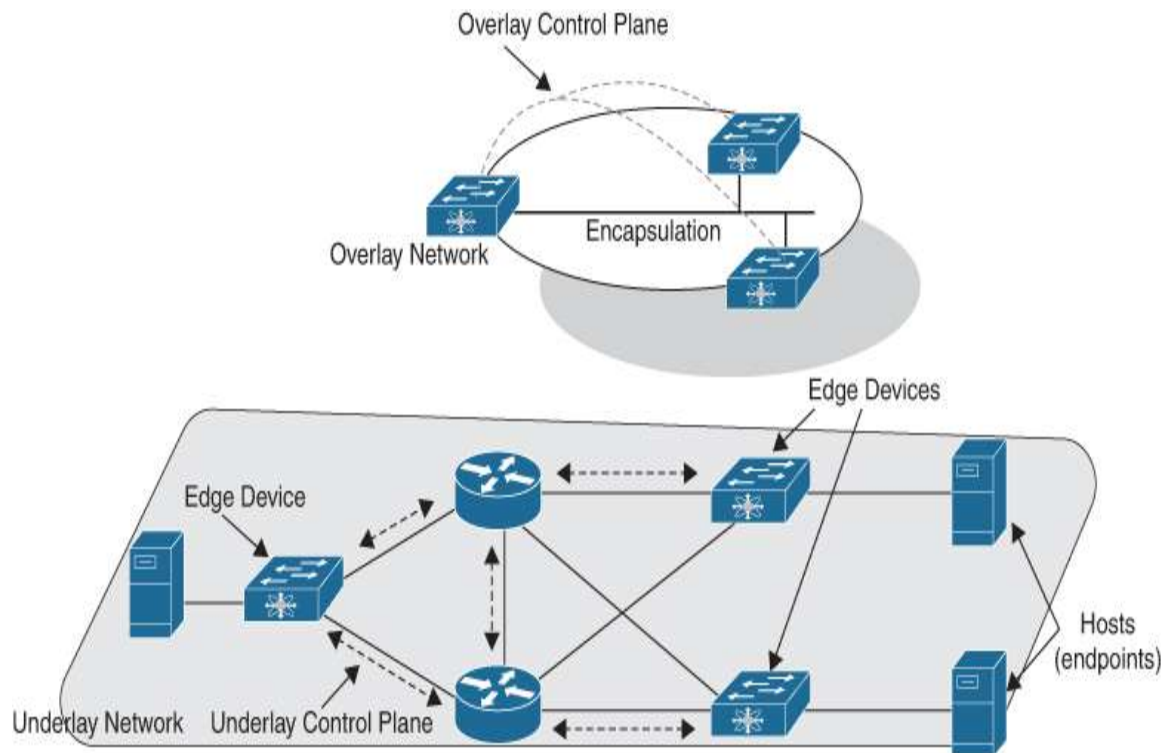 Overlay Control Plane
Encapsulation
Overlay Network
Edge Devices
Edge Device
Hosts
(endpoints)
Underlay Network
Underlay Control Plane